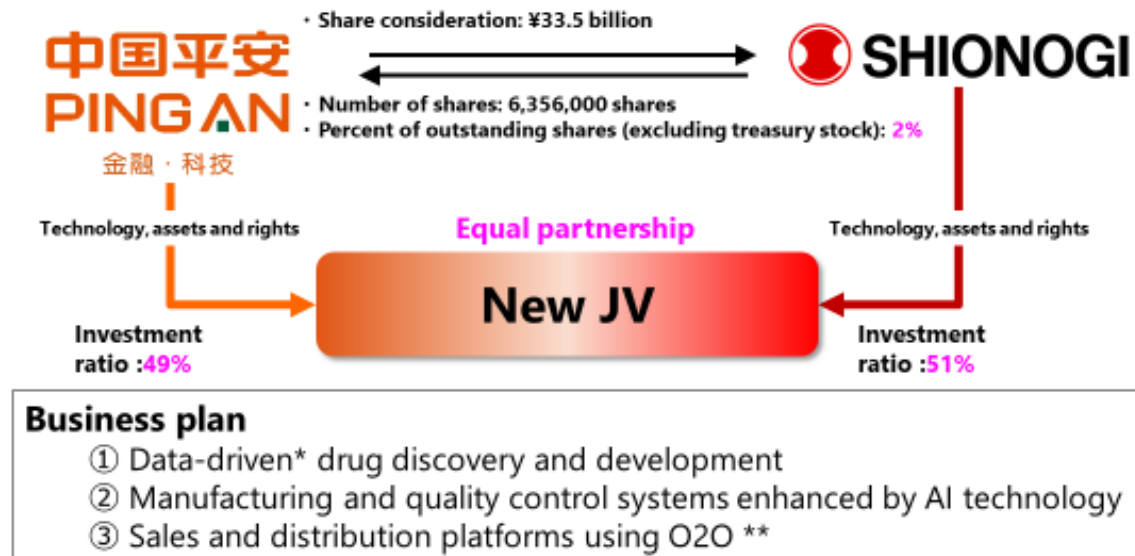 ・ Share consideration: ¥33.5 billion
中国平安
PING AN
金融・科技
SHIONOGI
・ Number of shares: 6,356,000 shares
・ Percent of outstanding shares (excluding treasury stock): 2%
Technology, assets and rights
Equal partnership
Technology, assets and rights
New JV
Investment
ratio :49%
Investment
ratio :51%
Business plan
① Data-driven* drug discovery and development
② Manufacturing and quality control systems enhanced by AI technology
③ Sales and distribution platforms using O2O **